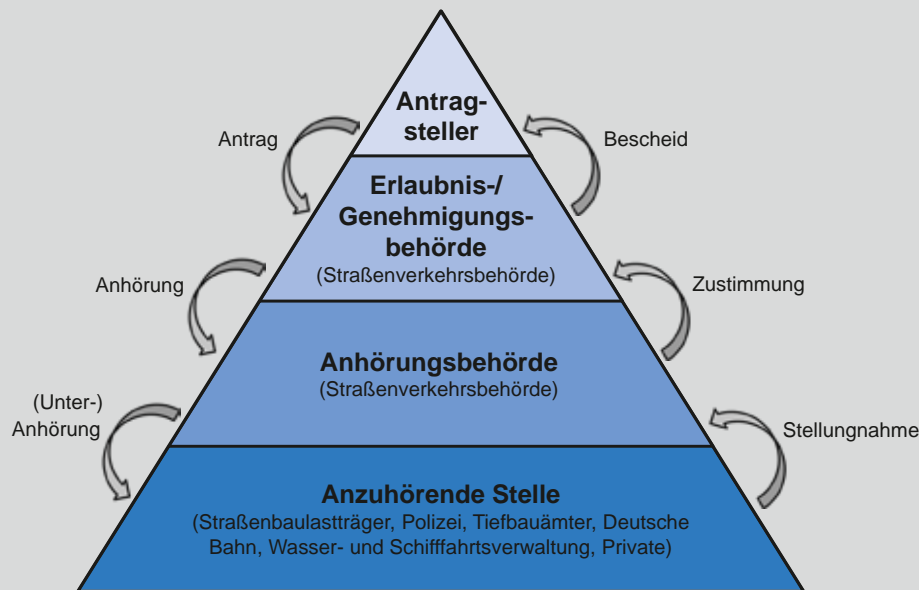 Antrag-
steller
Antrag
Bescheid
Erlaubnis-/
Genehmigungs-
behörde
(Straßenverkehrsbehörde)
Anhörung
Zustimmung
Anhörungsbehörde
(Straßenverkehrsbehörde)
(Unter-)
Anhörung
Stellungnahme
Anzuhörende Stelle
(Straßenbaulastträger, Polizei, Tiefbauämter, Deutsche
Bahn, Wasser- und Schifffahrtsverwaltung, Private)